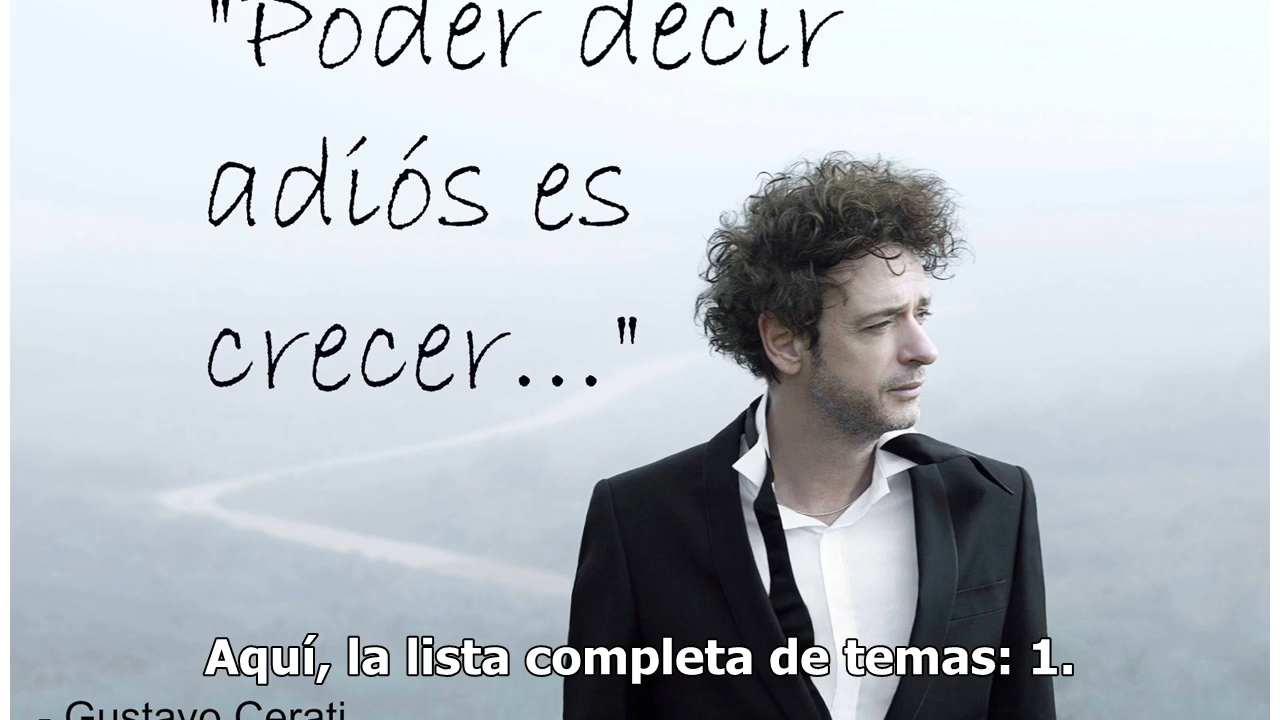 "Poder decir
adiós es
crecer..."
Aquí, la lista completa de temas: 1.
- Gustavo Cerati